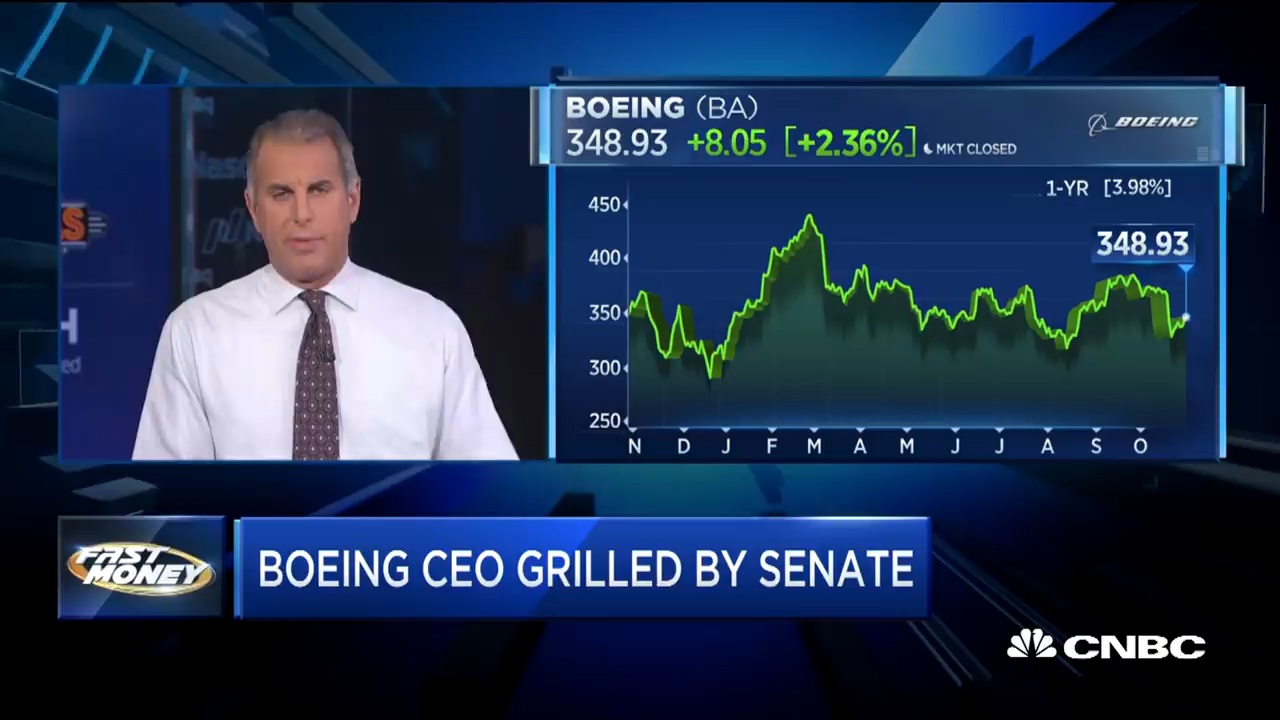 BOEING (BA)
348.93 +8.05 [+2.36%] MKT CLOSED
BOEING
1-YR [3.98%]
348.93
450
400
350
300
250
N D J F M A M J J A S O
FAST
MONEY
BOEING CEO GRILLED BY SENATE
CNBC